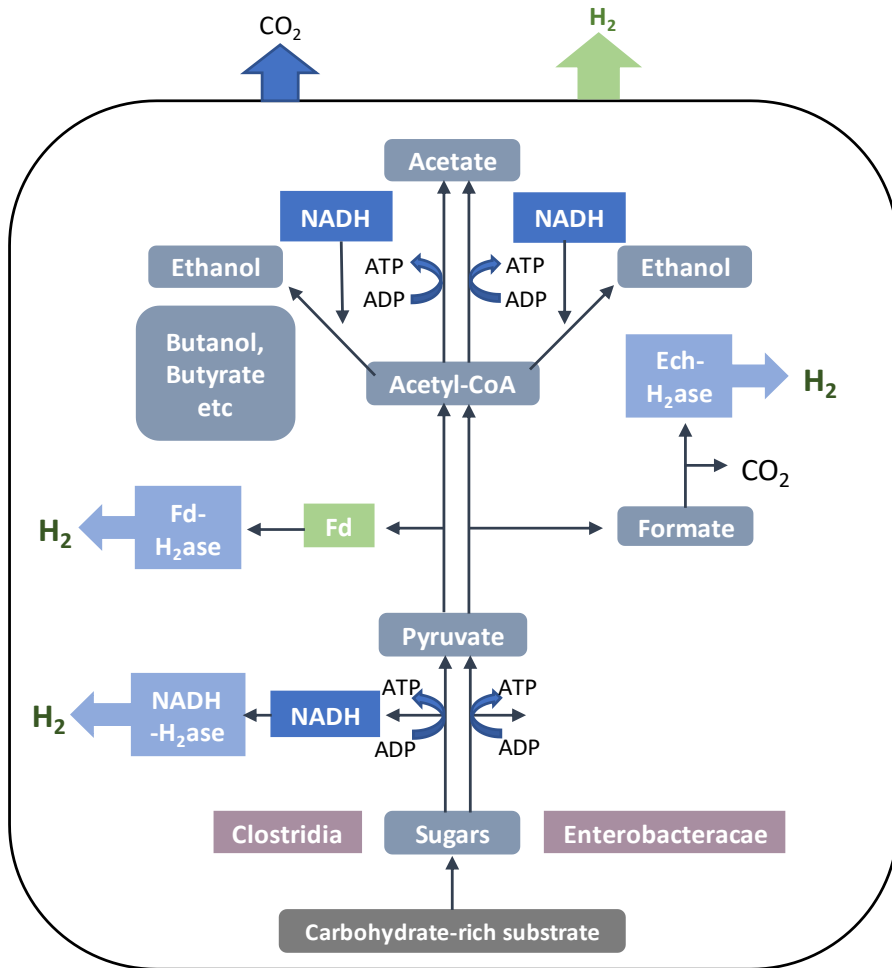 CO₂
H₂
Acetate
NADH
NADH
Ethanol
ATP
ATP
Ethanol
ADP
ADP
Butanol,
Butyrate
etc
Acetyl-CoA
Ech-
H₂ase
H₂
CO₂
H₂
Fd-
H₂ase
Fd
Formate
Pyruvate
H₂
NADH
-H₂ase
NADH
ATP
ATP
ADP
ADP
Clostridia
Sugars
Enterobacteracae
Carbohydrate-rich substrate